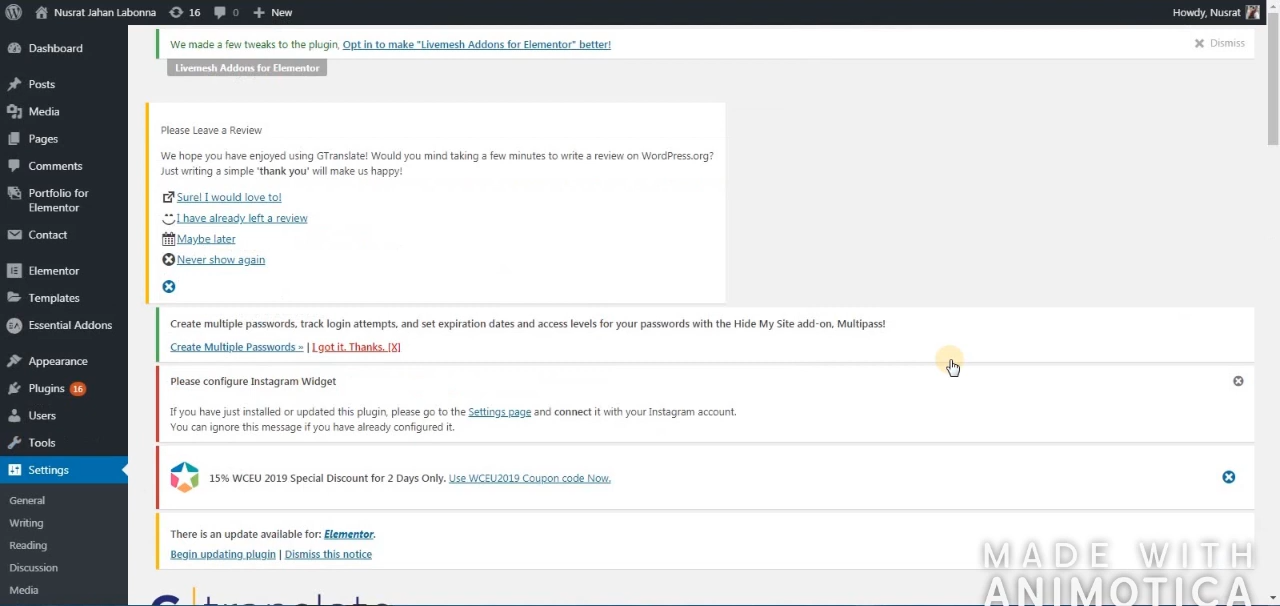 Nusrat Jahan Labonna 16 0 New Howdy, Nusrat
Dashboard
Posts
Media
Pages
Comments
Portfolio for
Elementor
Contact
Elementor
Templates
Essential Addons
Appearance
Plugins 16
Users
Tools
Settings
General
Writing
Reading
Discussion
Media
We made a few tweaks to the plugin, Opt in to make "Livemesh Addons for Elementor" better! Dismiss
Livemesh Addons for Elementor
Please Leave a Review
We hope you have enjoyed using GTranslate! Would you mind taking a few minutes to write a review on WordPress.org?
Just writing a simple 'thank you' will make us happy!
Sure! I would love to!
I have already left a review
Maybe later
Never show again
Create multiple passwords, track login attempts, and set expiration dates and access levels for your passwords with the Hide My Site add-on, Multipass!
Create Multiple Passwords » | I got it. Thanks. [X]
Please configure Instagram Widget
If you have just installed or updated this plugin, please go to the Settings page and connect it with your Instagram account.
You can ignore this message if you have already configured it.
15% WCEU 2019 Special Discount for 2 Days Only. Use WCEU2019 Coupon code Now.
There is an update available for: Elementor.
Begin updating plugin | Dismiss this notice
G translate
MADE WITH
ANIMOTICA